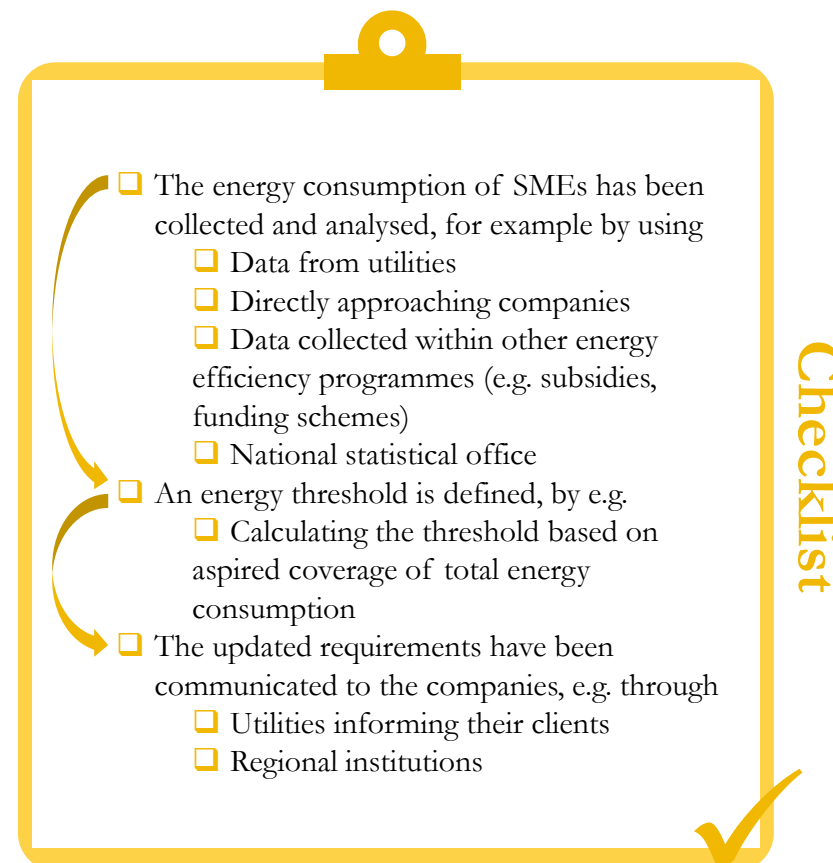 The energy consumption of SMEs has been
collected and analysed, for example by using
Data from utilities
Directly approaching companies
Data collected within other energy
efficiency programmes (e.g. subsidies,
funding schemes)
National statistical office
An energy threshold is defined, by e.g.
Calculating the threshold based on
aspired coverage of total energy
consumption
The updated requirements have been
communicated to the companies, e.g. through
Utilities informing their clients
Regional institutions
Checklist